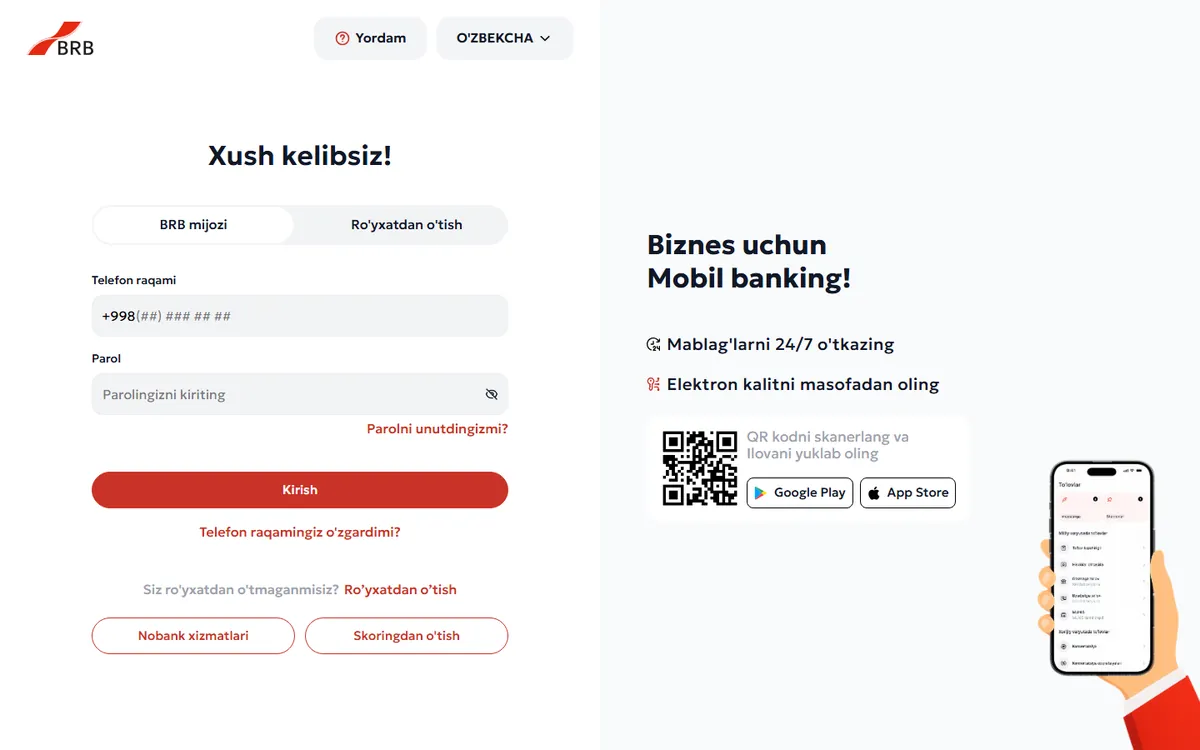 BRB
Yordam
O'ZBEKCHA
Xush kelibsiz!
BRB mijozi
Ro'yxatdan o'tish
Telefon raqami
+998(##) ### ## ##
Parol
Parolingizni kiriting
Parolni unutdingizmi?
Kirish
Telefon raqamingiz o'zgardimi?
Siz ro'yxatdan o'tmaganmisiz? Ro’yxatdan o’tish
Nobank xizmatlari
Skoringdan o'tish
Biznes uchun
Mobil banking!
Mablag'larni 24/7 o'tkazing
Elektron kalitni masofadan oling
QR kodni skanerlang va
Ilovani yuklab oling
Google Play
App Store
9:41
To'lovlar